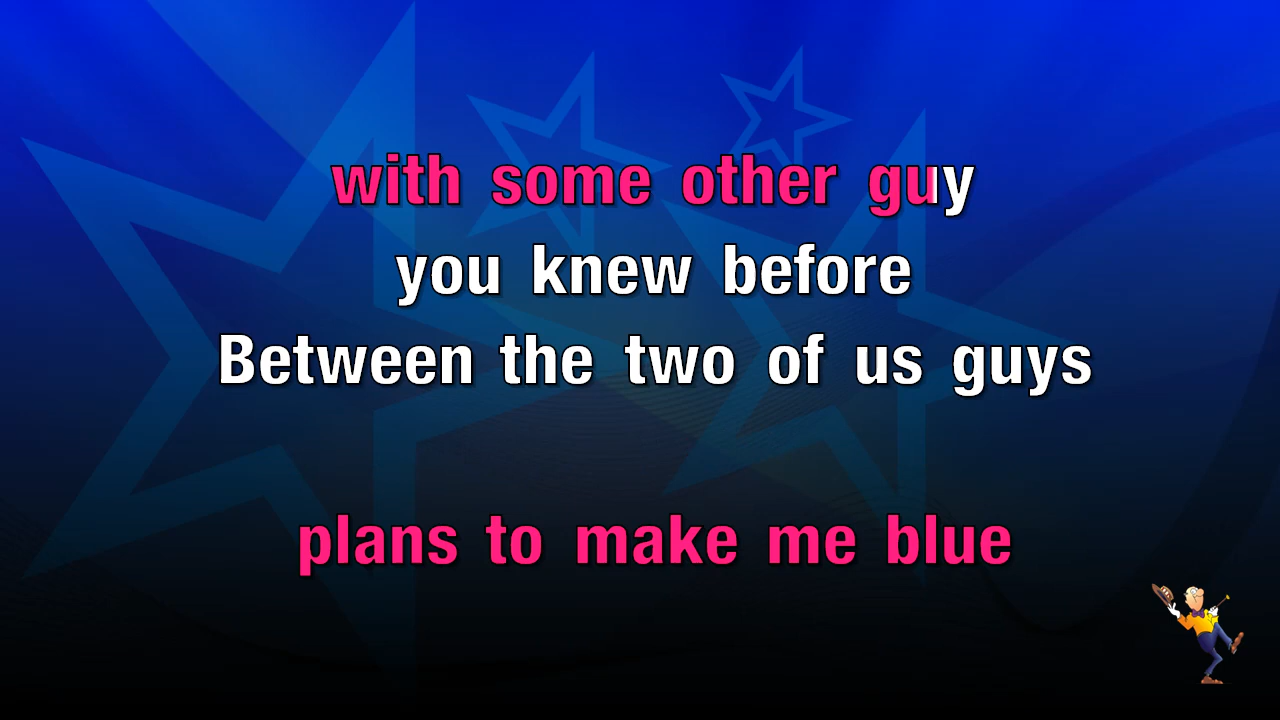 with some other guy
you knew before
Between the two of us guys
plans to make me blue